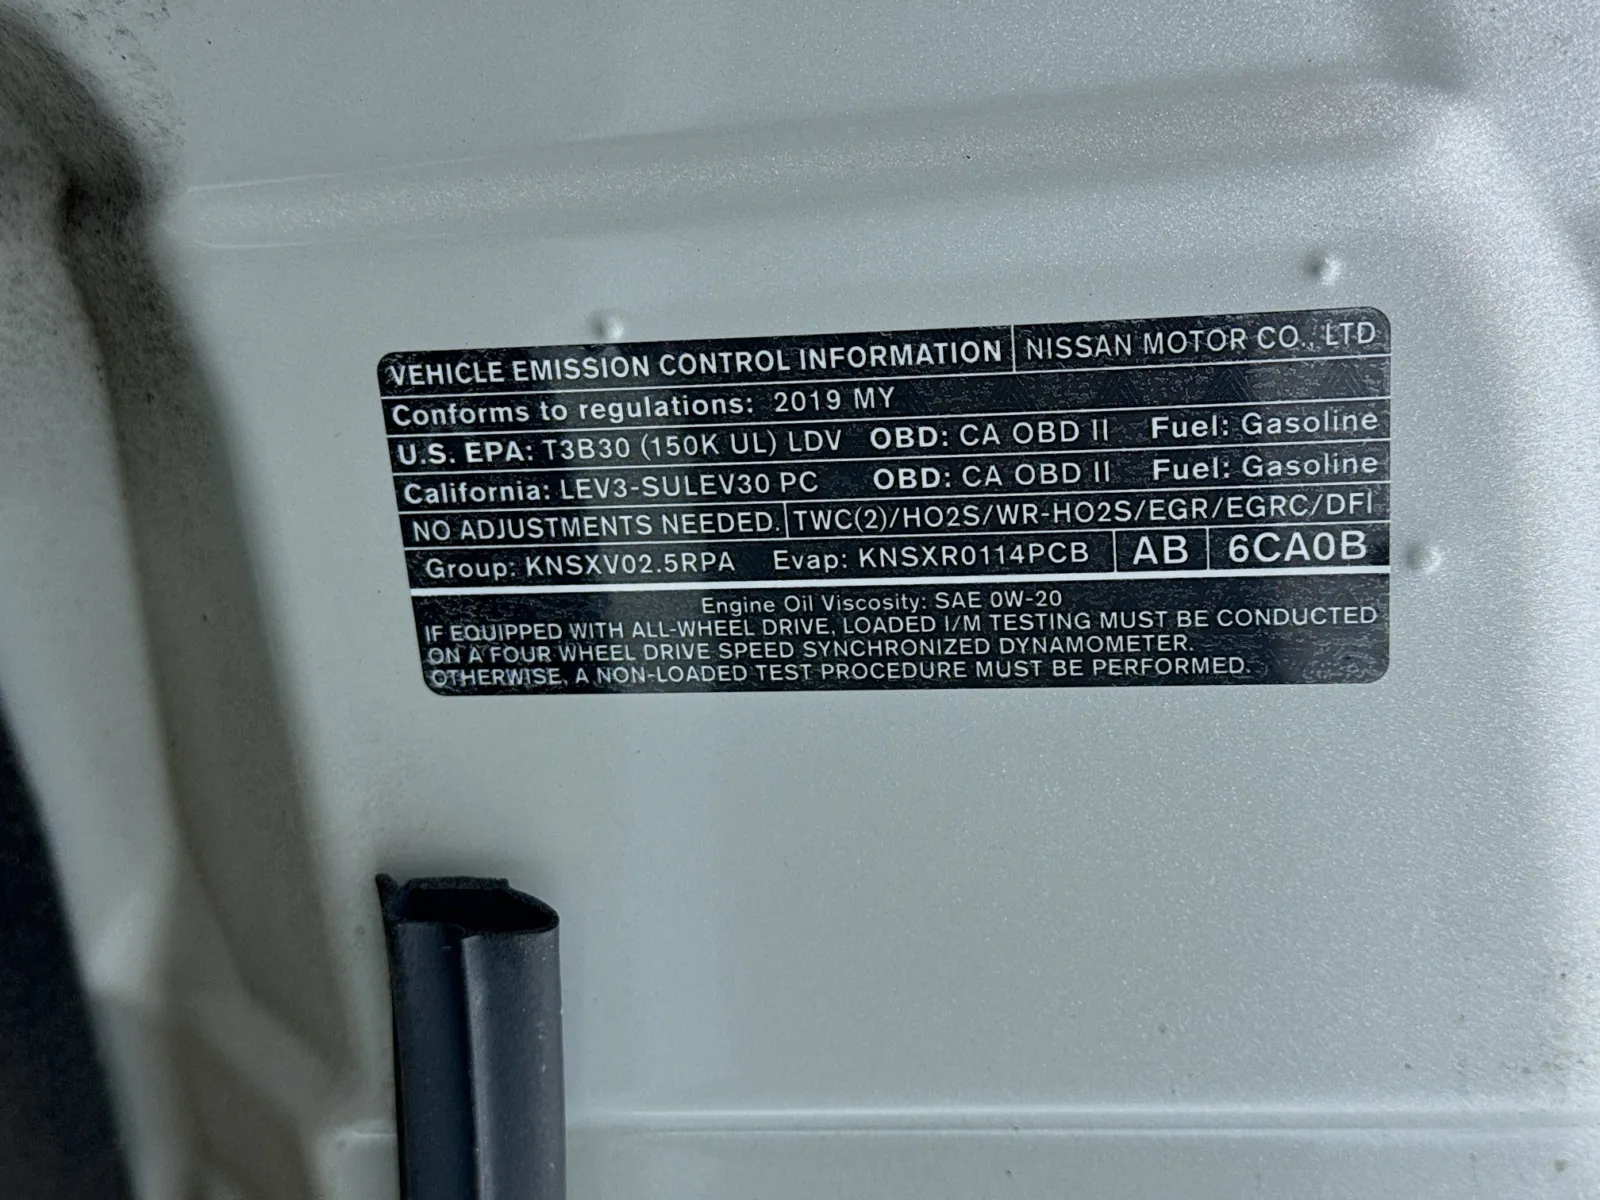 VEHICLE EMISSION CONTROL INFORMATION NISSAN MOTOR CO., LTD
Conforms to regulations: 2019 MY
U.S. EPA: T3B30 (150K UL) LDV OBD: CA OBD II Fuel: Gasoline
California: LEV3-SULEV30 PC OBD: CA OBD II Fuel: Gasoline
NO ADJUSTMENTS NEEDED. TWC(2)/HO2S/WR-HO2S/EGR/EGRC/DFI
Group: KNSXV02.5RPA Evap: KNSXR0114PCB AB 6CA0B
Engine Oil Viscosity: SAE 0W-20
IF EQUIPPED WITH ALL-WHEEL DRIVE, LOADED I/M TESTING MUST BE CONDUCTED
ON A FOUR WHEEL DRIVE SPEED SYNCHRONIZED DYNAMOMETER.
OTHERWISE, A NON-LOADED TEST PROCEDURE MUST BE PERFORMED.